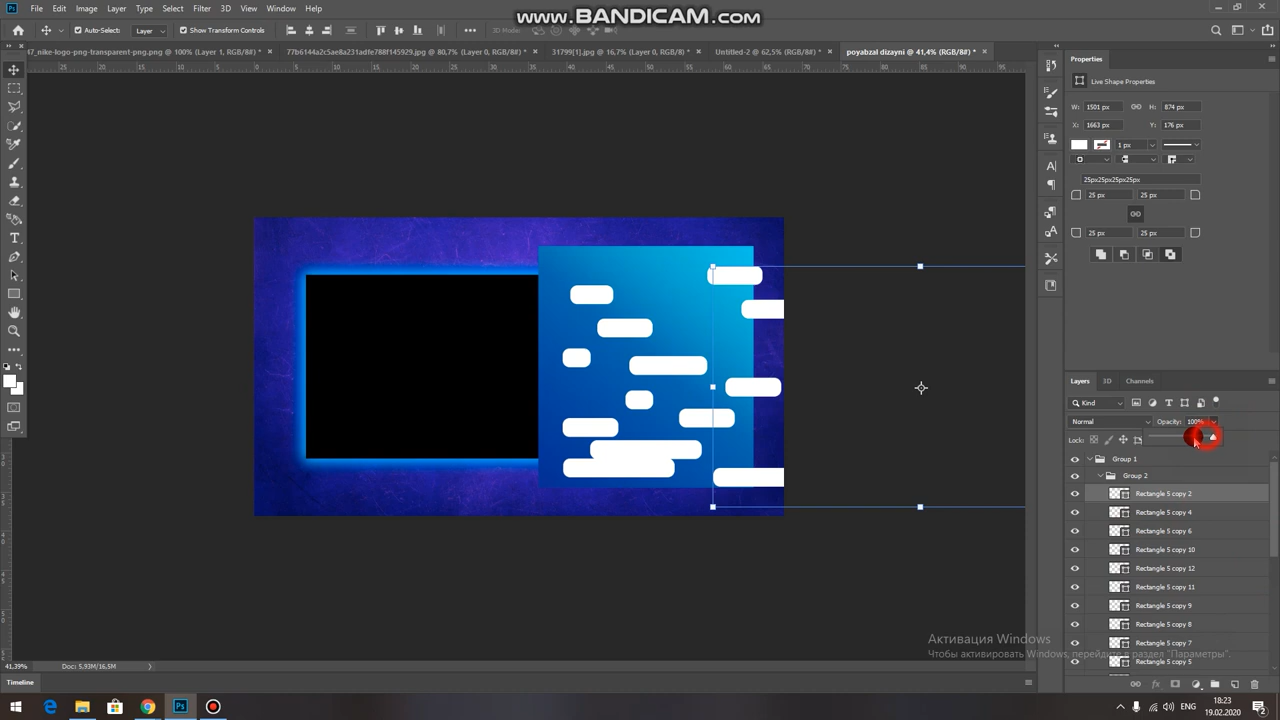 www.BANDICAM.com
File Edit Image Layer Type Select Filter 3D View Window Help
Auto-Select: Layer Show Transform Controls 3D Mode:
47_nike-logo-png-transparent-png.png @ 100% (Layer 1, RGB/8#) * × 77b6144a2c5ae8a231adfe788f145929.jpg @ 80,7% (Layer 0, RGB/8#) * × 31799[1].jpg @ 16,7% (Layer 0, RGB/8) * × Untitled-2 @ 62,5% (RGB/8#) * × poyabzal dizayni @ 41,4% (RGB/8#) * ×
Properties
Live Shape Properties
W: 1501 px H: 874 px
X: 1663 px Y: 176 px
1 px
25px25px25px25px
25 px 25 px
25 px 25 px
Layers 3D Channels
Kind
Normal Opacity: 100%
Lock:
Group 1
Group 2
Rectangle 5 copy 2
Rectangle 5 copy 4
Rectangle 5 copy 6
Rectangle 5 copy 10
Rectangle 5 copy 12
Rectangle 5 copy 11
Rectangle 5 copy 9
Rectangle 5 copy 8
Rectangle 5 copy 7
Rectangle 5 copy 5
Активация Windows
Чтобы активировать Windows, перейдите в раздел "Параметры".
41,39% Doc: 5,93M/16,5M
Timeline
ENG 18:23
19.02.2020